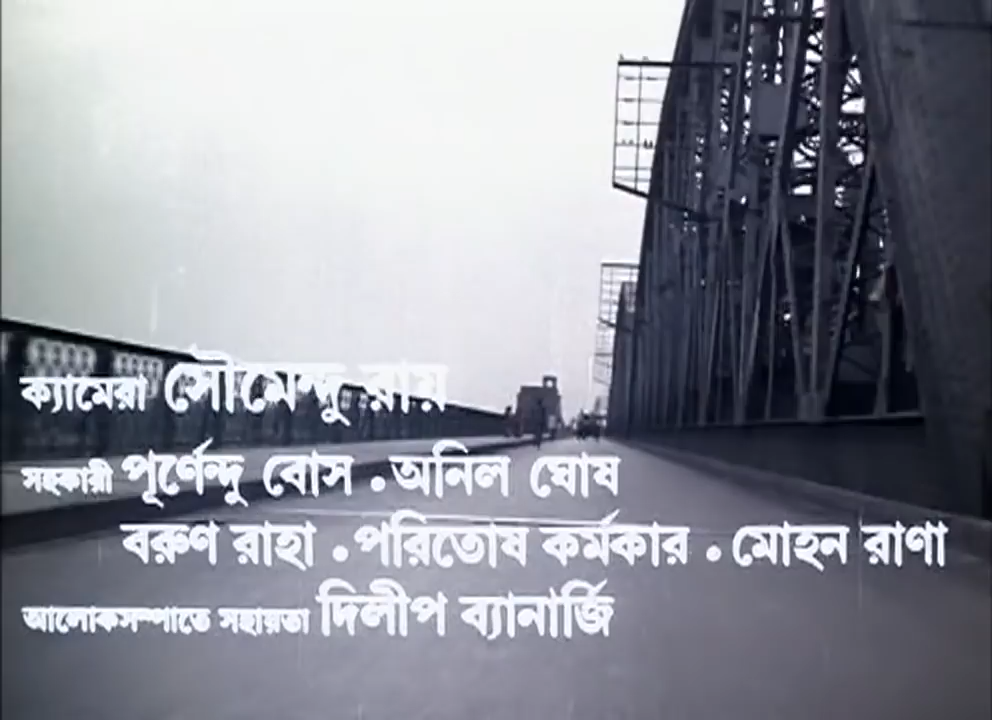 ক্যামেরা সৌমেন্দু রায়
সহকারী পূর্ণেন্দু বোস . অনিল ঘোষ
বরুণ রাহা . পরিতোষ কর্মকার . মোহন রাণা
আলোকসম্পাতে সহায়তা দিলীপ ব্যানার্জি